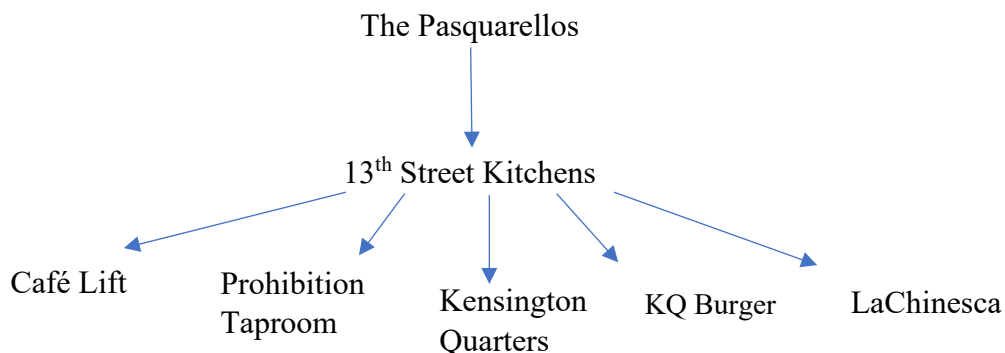 The Pasquarellos
13th Street Kitchens
Café Lift
Prohibition
Taproom
Kensington
Quarters
KQ Burger
LaChinesca